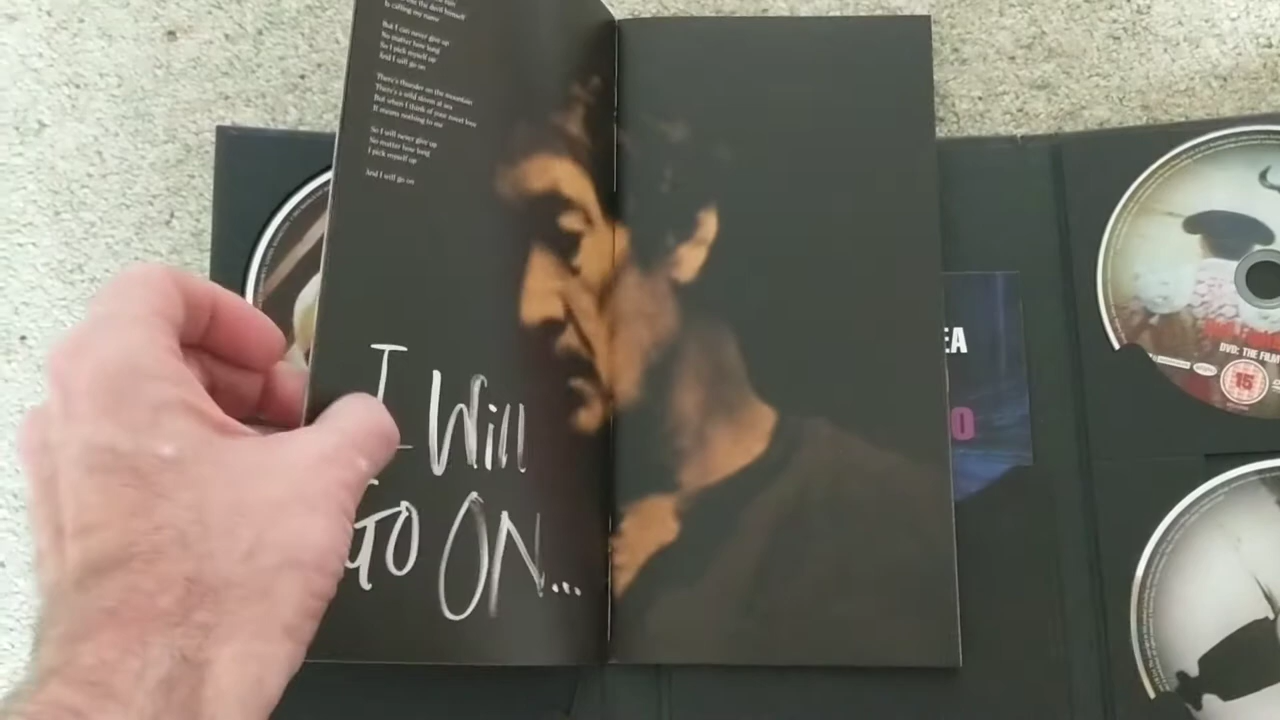 the devil himself
Is calling my name
But I can never give up
No matter how long
So I pick myself up
And I will go on
There's thunder on the mountain
There's a wild storm at sea
But when I think of your sweet love
It means nothing to me
So I will never give up
No matter how long
I pick myself up
And I will go on
I Will
GO ON...
EA
O
DVD: THE FILM
15